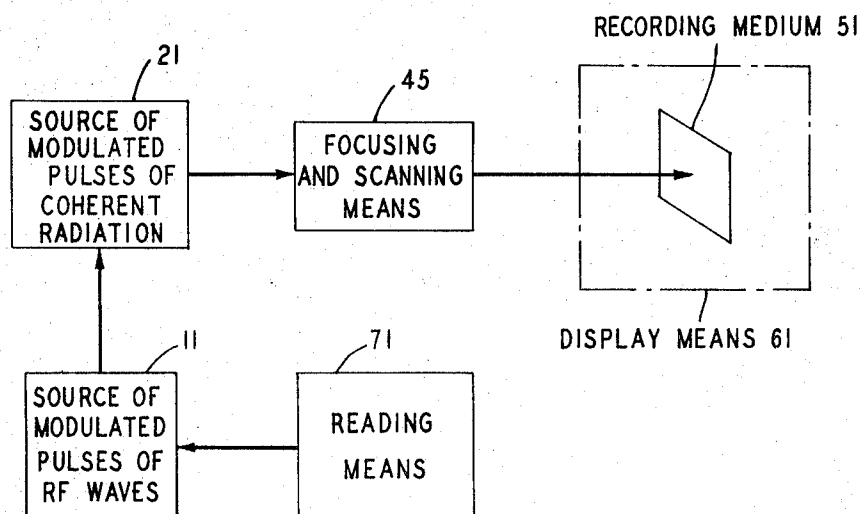 RECORDING MEDIUM 51
21
45
SOURCE OF
MODULATED
PULSES OF
COHERENT
RADIATION
FOCUSING
AND SCANNING
MEANS
DISPLAY MEANS 61
11
71
SOURCE OF
MODULATED
PULSES OF
RF WAVES
READING
MEANS